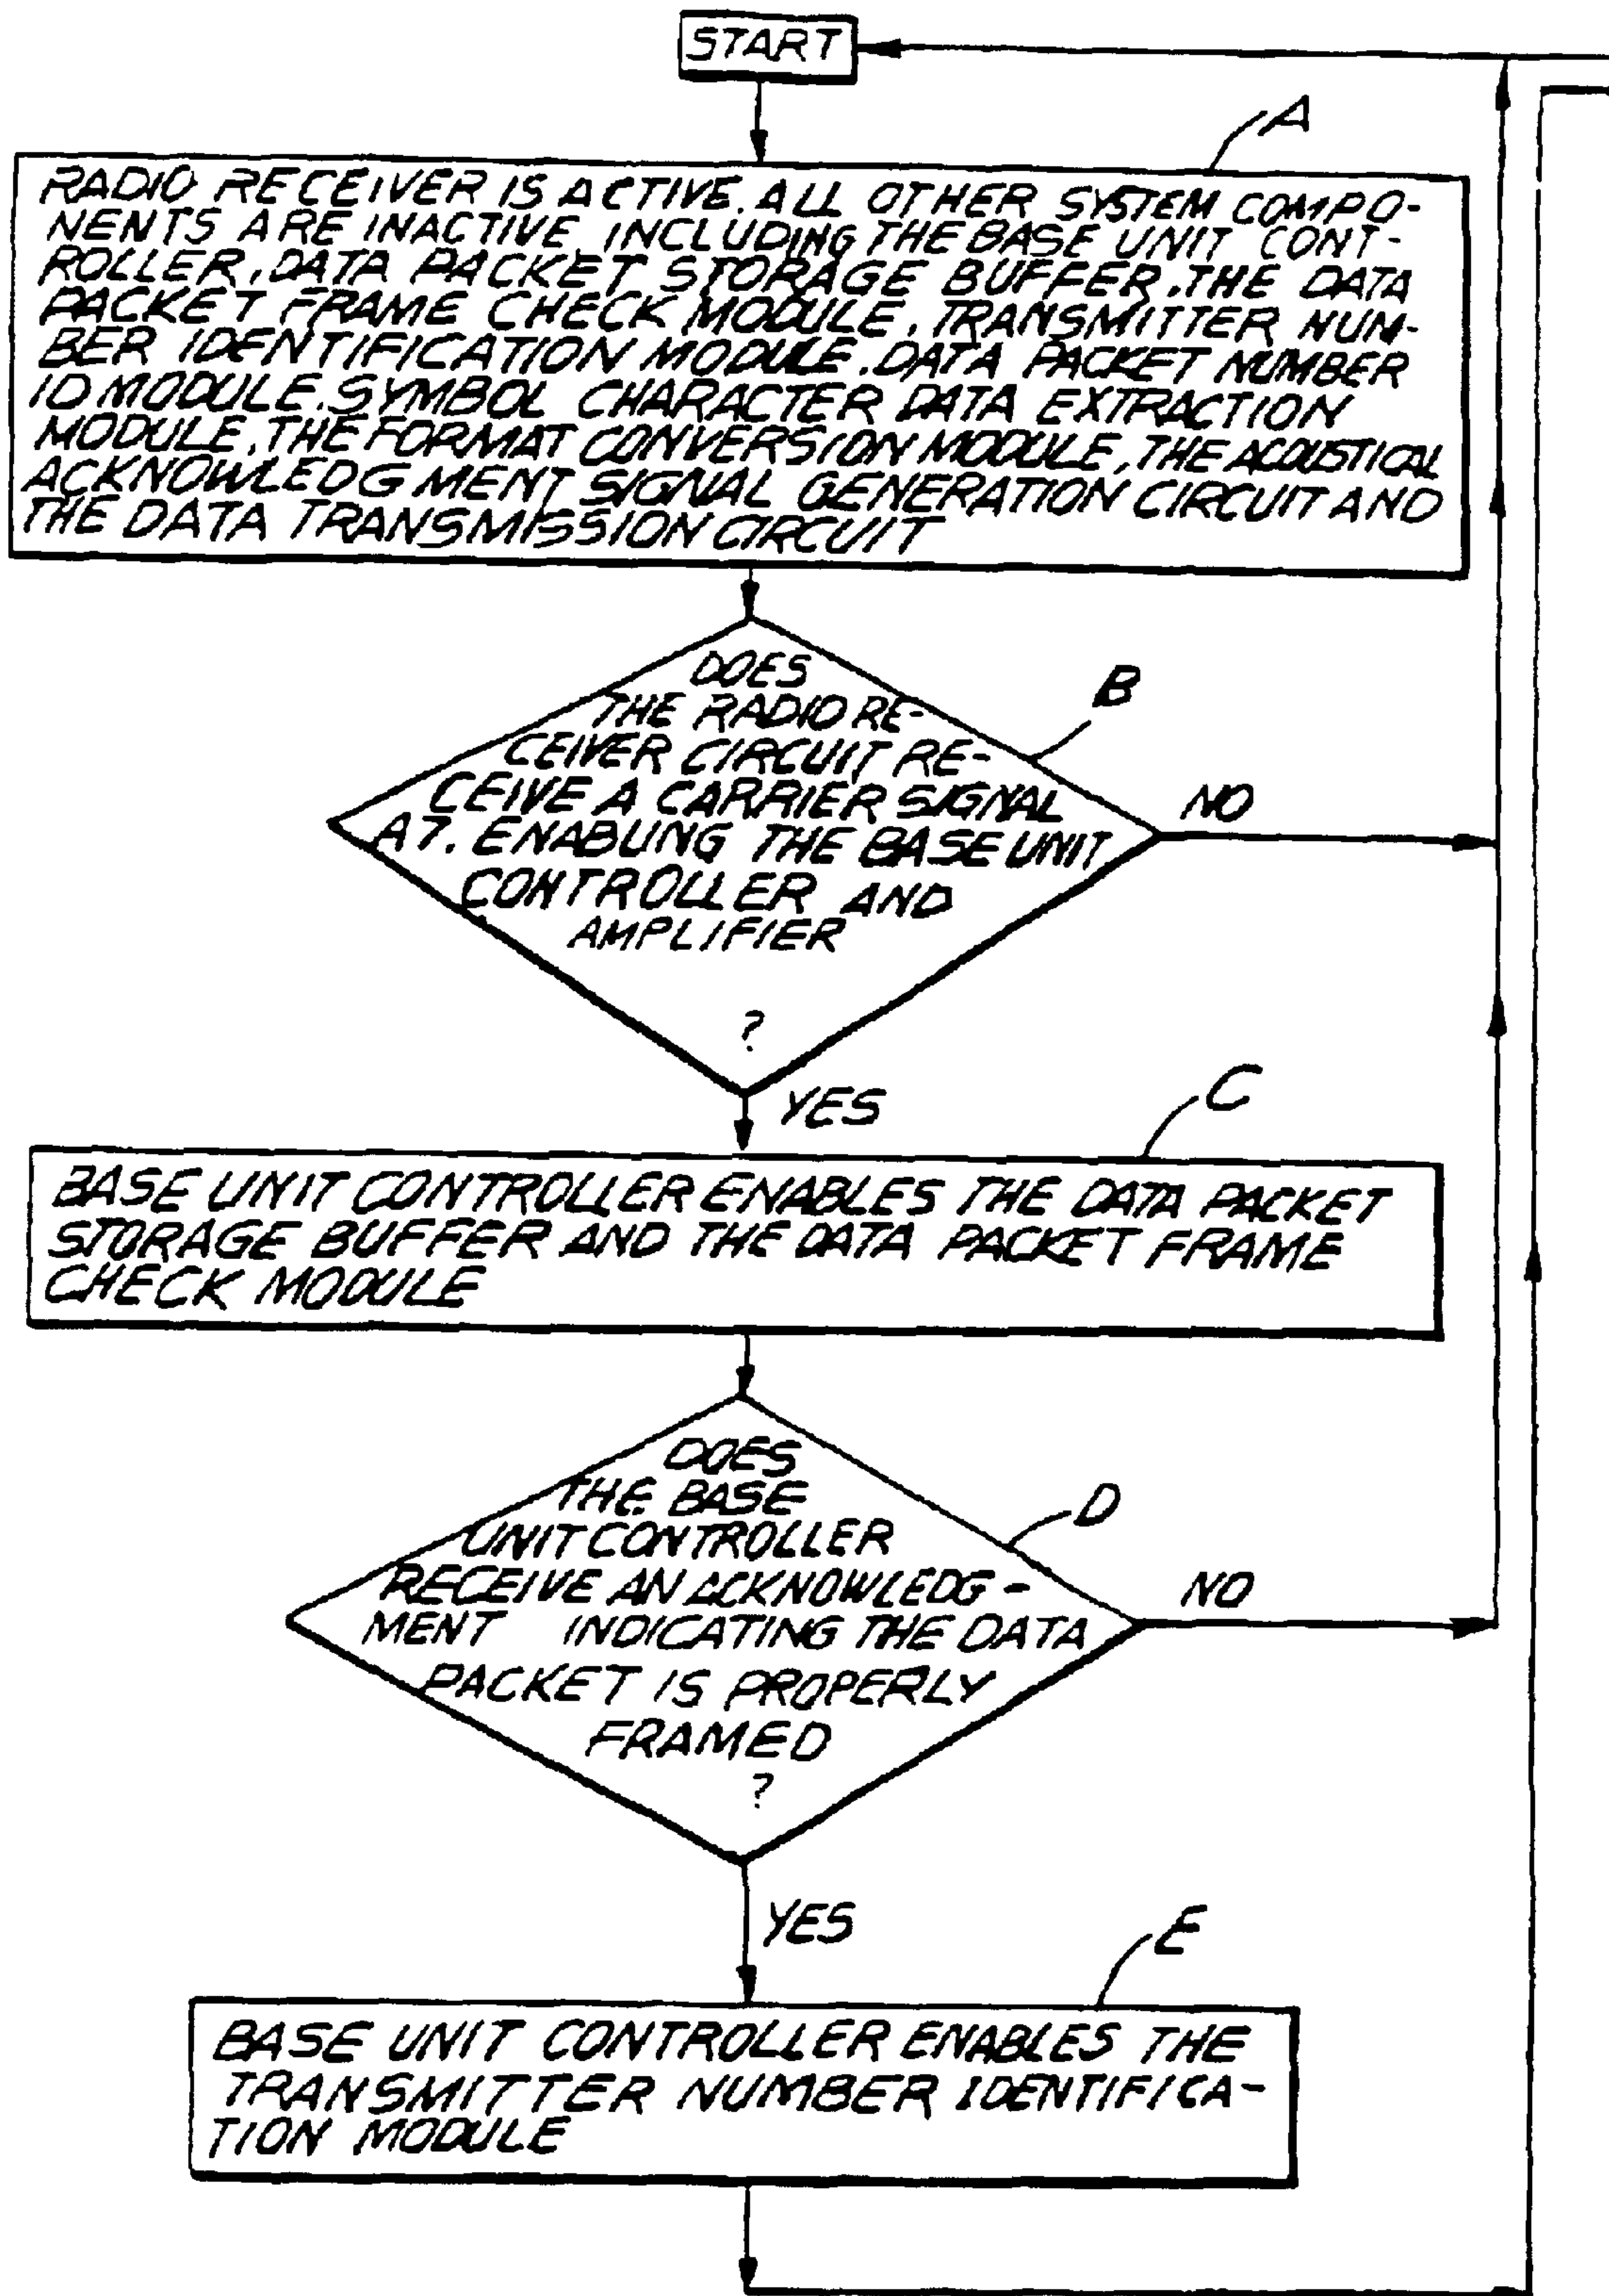 START
A
RADIO RECEIVER IS ACTIVE. ALL OTHER SYSTEM COMPO-
NENTS ARE INACTIVE, INCLUDING THE BASE UNIT CONT-
ROLLER, DATA PACKET STORAGE BUFFER, THE DATA
PACKET FRAME CHECK MODULE, TRANSMITTER NUM-
BER IDENTIFICATION MODULE, DATA PACKET NUMBER
ID MODULE, SYMBOL CHARACTER DATA EXTRACTION
MODULE, THE FORMAT CONVERSION MODULE, THE ACOUSTICAL
ACKNOWLEDGMENT SIGNAL GENERATION CIRCUIT AND
THE DATA TRANSMISSION CIRCUIT
B
DOES
THE RADIO RE-
CEIVER CIRCUIT RE-
CEIVE A CARRIER SIGNAL
A7. ENABLING THE BASE UNIT
CONTROLLER AND
AMPLIFIER
?
NO
YES
C
BASE UNIT CONTROLLER ENABLES THE DATA PACKET
STORAGE BUFFER AND THE DATA PACKET FRAME
CHECK MODULE
D
DOES
THE BASE
UNIT CONTROLLER
RECEIVE AN ACKNOWLEDG-
MENT INDICATING THE DATA
PACKET IS PROPERLY
FRAMED
?
NO
YES
E
BASE UNIT CONTROLLER ENABLES THE
TRANSMITTER NUMBER IDENTIFICA-
TION MODULE